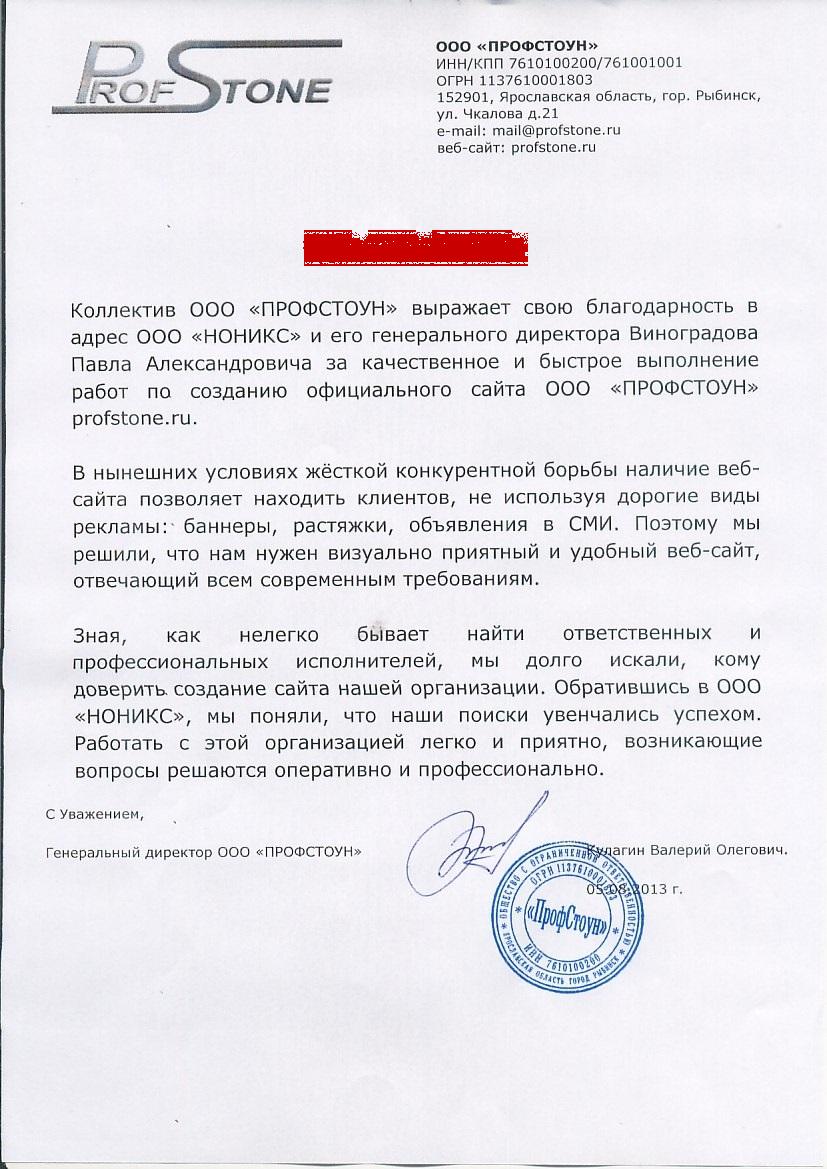 PROFSTONE
ООО «ПРОФСТОУН»
ИНН/КПП 7610100200/761001001
ОГРН 1137610001803
152901, Ярославская область, гор. Рыбинск,
ул. Чкалова д.21
e-mail: mail@profstone.ru
веб-сайт: profstone.ru
Коллектив ООО «ПРОФСТОУН» выражает свою благодарность в
адрес ООО «НОНИКС» и его генерального директора Виноградова
Павла Александровича за качественное и быстрое выполнение
работ по созданию официального сайта ООО «ПРОФСТОУН»
profstone.ru.
В нынешних условиях жёсткой конкурентной борьбы наличие веб-
сайта позволяет находить клиентов, не используя дорогие виды
рекламы: баннеры, растяжки, объявления в СМИ. Поэтому мы
решили, что нам нужен визуально приятный и удобный веб-сайт,
отвечающий всем современным требованиям.
Зная, как нелегко бывает найти ответственных и
профессиональных исполнителей, мы долго искали, кому
доверить создание сайта нашей организации. Обратившись в ООО
«НОНИКС», мы поняли, что наши поиски увенчались успехом.
Работать с этой организацией легко и приятно, возникающие
вопросы решаются оперативно и профессионально.
С Уважением,
Генеральный директор ООО «ПРОФСТОУН»
Кулагин Валерий Олегович.
05.08.2013 г.
ОБЩЕСТВО С ОГРАНИЧЕННОЙ ОТВЕТСТВЕННОСТЬЮ
ОГРН 1137610001803
«ПрофСтоун»
ИНН 7610100200
ЯРОСЛАВСКАЯ ОБЛАСТЬ ГОРОД РЫБИНСК